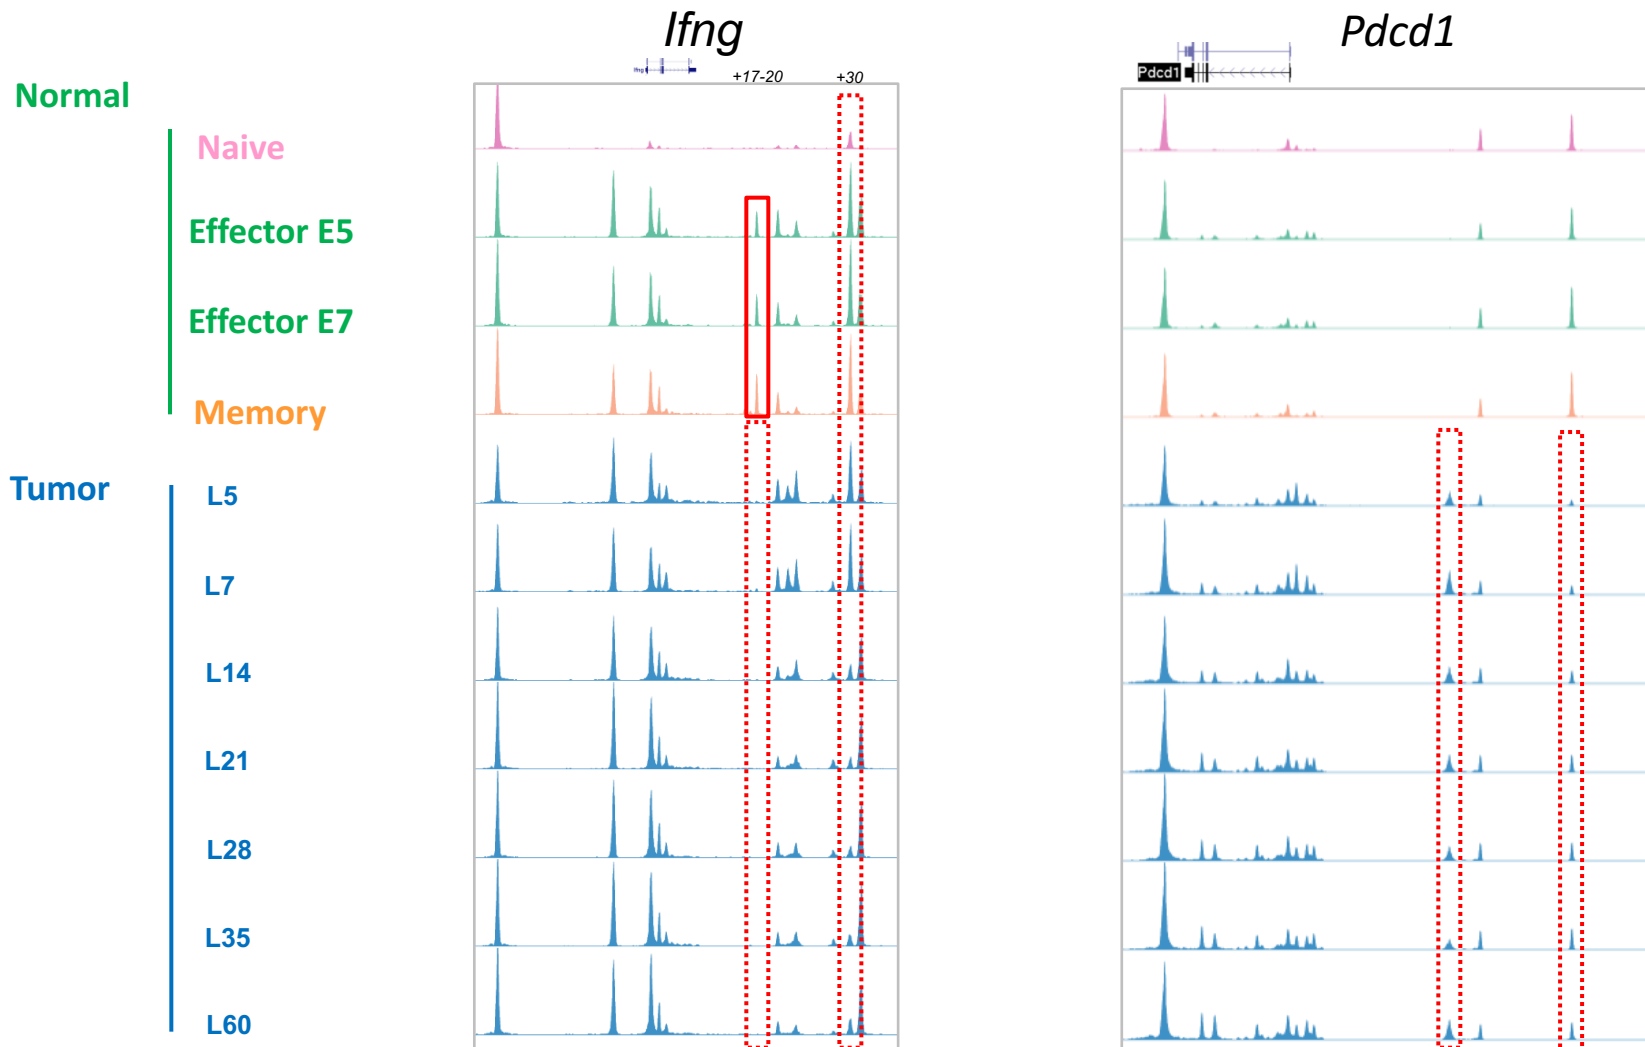 Ifng
Pdcd1
Ifng
+17-20
+30
Pdcd1
Normal
Naive
Effector E5
Effector E7
Memory
Tumor
L5
L7
L14
L21
L28
L35
L60